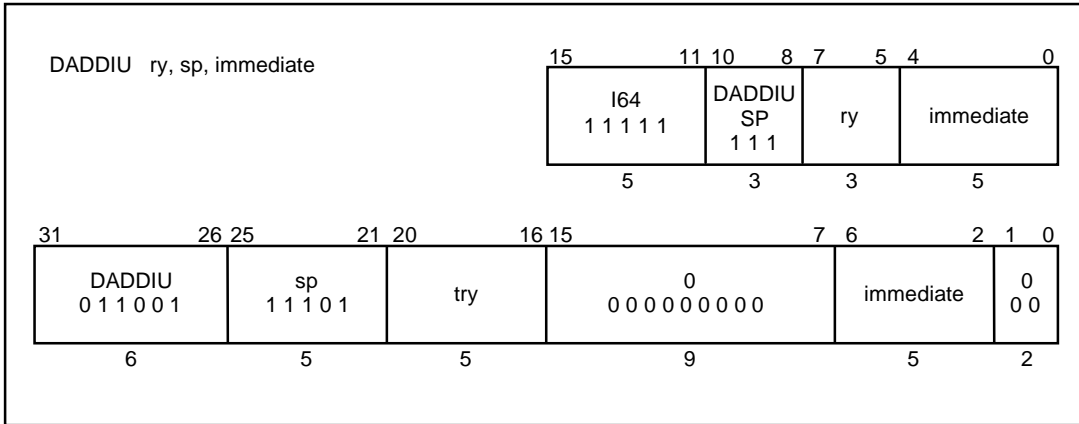 DADDIU ry, sp, immediate
15 11 10 8 7 5 4 0
I64 DADDIU ry immediate
1 1 1 1 1 SP
1 1 1
5 3 3 5
31 26 25 21 20 16 15 7 6 2 1 0
DADDIU sp try 0 immediate 0
0 1 1 0 0 1 1 1 1 0 1 0 0 0 0 0 0 0 0 0 0 0
6 5 5 9 5 2